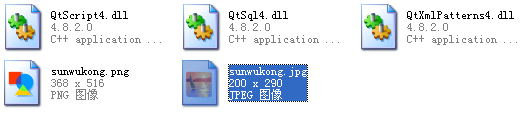 QtScript4.dll
4.8.2.0
C++ application ...
QtSql4.dll
4.8.2.0
C++ application ...
QtXmlPatterns4.dll
4.8.2.0
C++ application ...
sunwukong.png
368 x 516
PNG 图像
sunwukong.jpg
200 x 290
JPEG 图像